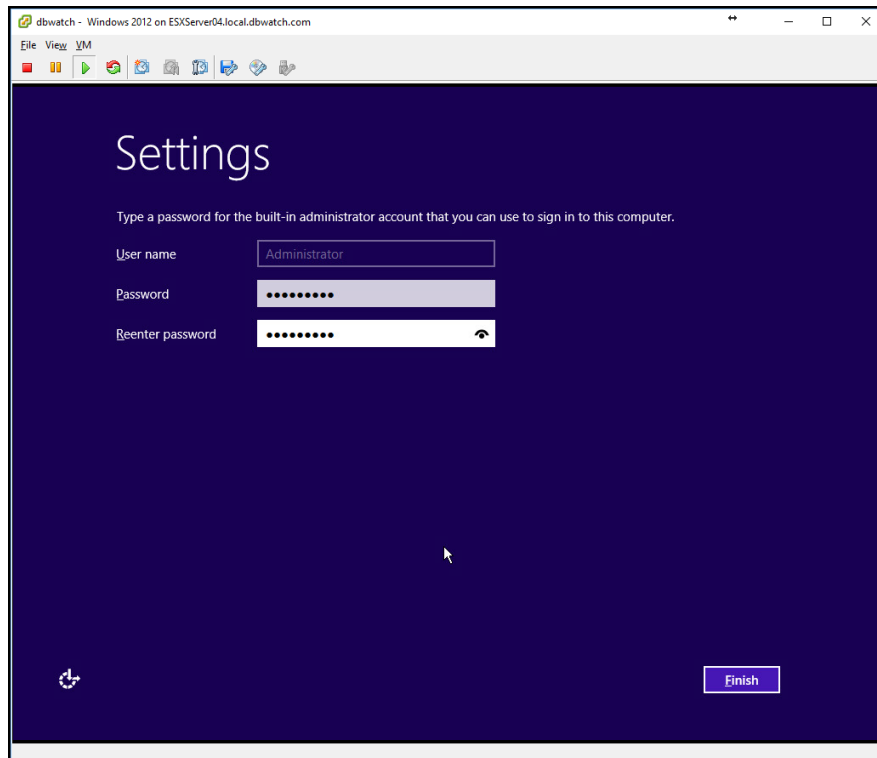 dbwatch - Windows 2012 on ESXServer04.local.dbwatch.com
File View VM
Settings
Type a password for the built-in administrator account that you can use to sign in to this computer.
User name
Administrator
Password
•••••••••
Reenter password
•••••••••
Finish